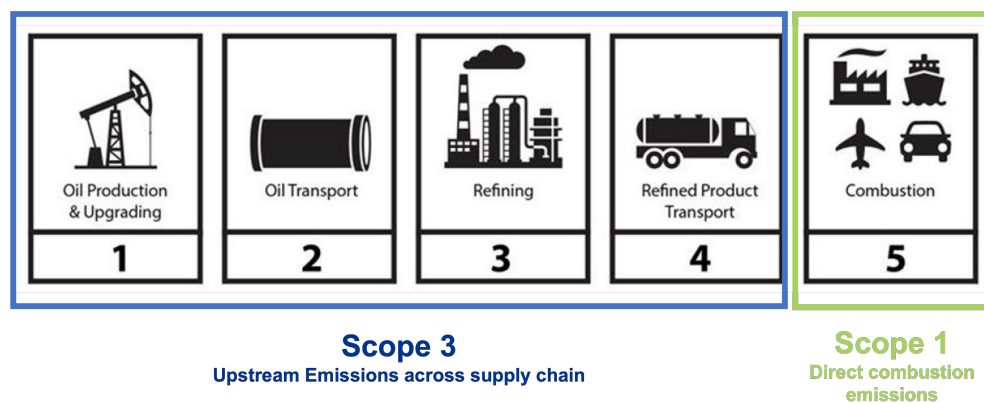 Oil Production
& Upgrading
1
Oil Transport
2
Refining
3
Refined Product
Transport
4
Combustion
5
Scope 3
Upstream Emissions across supply chain
Scope 1
Direct combustion
emissions